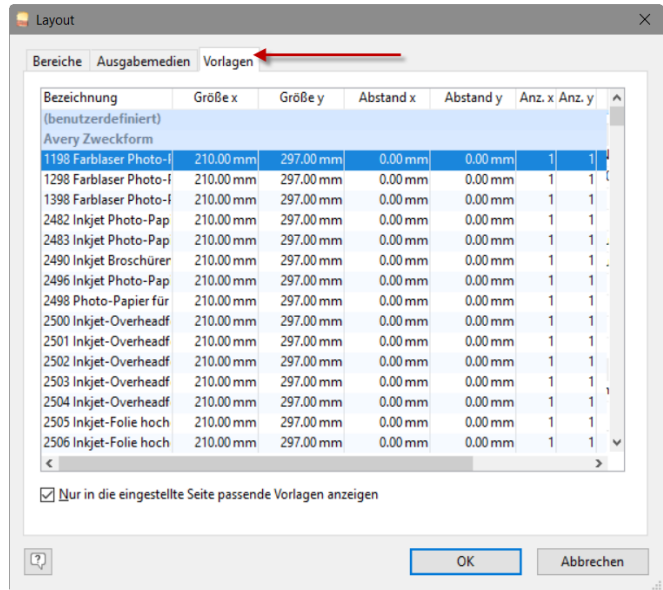 Layout
Bereiche Ausgabemedien Vorlagen
Bezeichnung Größe x Größe y Abstand x Abstand y Anz. x Anz. y
(benutzerdefiniert)
Avery Zweckform
1198 Farblaser Photo-F 210.00 mm 297.00 mm 0.00 mm 0.00 mm 1 1
1298 Farblaser Photo-F 210.00 mm 297.00 mm 0.00 mm 0.00 mm 1 1
1398 Farblaser Photo-F 210.00 mm 297.00 mm 0.00 mm 0.00 mm 1 1
2482 Inkjet Photo-Pap 210.00 mm 297.00 mm 0.00 mm 0.00 mm 1 1
2483 Inkjet Photo-Pap 210.00 mm 297.00 mm 0.00 mm 0.00 mm 1 1
2490 Inkjet Broschüren 210.00 mm 297.00 mm 0.00 mm 0.00 mm 1 1
2496 Inkjet Photo-Pap 210.00 mm 297.00 mm 0.00 mm 0.00 mm 1 1
2498 Photo-Papier für 210.00 mm 297.00 mm 0.00 mm 0.00 mm 1 1
2500 Inkjet-Overheadf 210.00 mm 297.00 mm 0.00 mm 0.00 mm 1 1
2501 Inkjet-Overheadf 210.00 mm 297.00 mm 0.00 mm 0.00 mm 1 1
2502 Inkjet-Overheadf 210.00 mm 297.00 mm 0.00 mm 0.00 mm 1 1
2503 Inkjet-Overheadf 210.00 mm 297.00 mm 0.00 mm 0.00 mm 1 1
2504 Inkjet-Overheadf 210.00 mm 297.00 mm 0.00 mm 0.00 mm 1 1
2505 Inkjet-Folie hoch 210.00 mm 297.00 mm 0.00 mm 0.00 mm 1 1
2506 Inkjet-Folie hoch 210.00 mm 297.00 mm 0.00 mm 0.00 mm 1 1
Nur in die eingestellte Seite passende Vorlagen anzeigen
OK Abbrechen